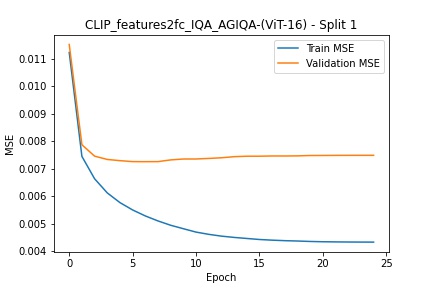 CLIP_features2fc_IQA_AGIQA-(ViT-16) - Split 1
Train MSE
Validation MSE
0.011
0.010
0.009
0.008
0.007
0.006
0.005
0.004
MSE
0 5 10 15 20 25
Epoch